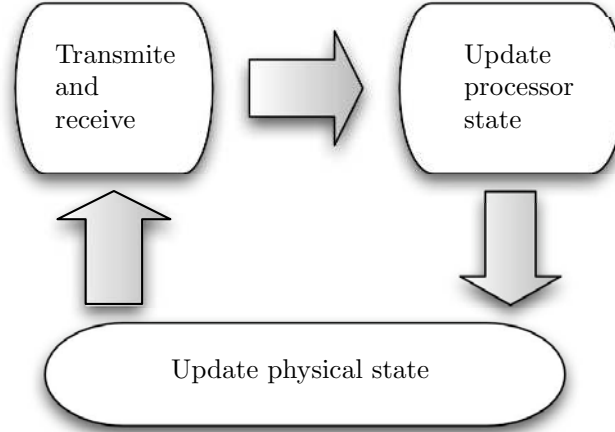 Transmite
and
receive
Update
processor
state
Update physical state